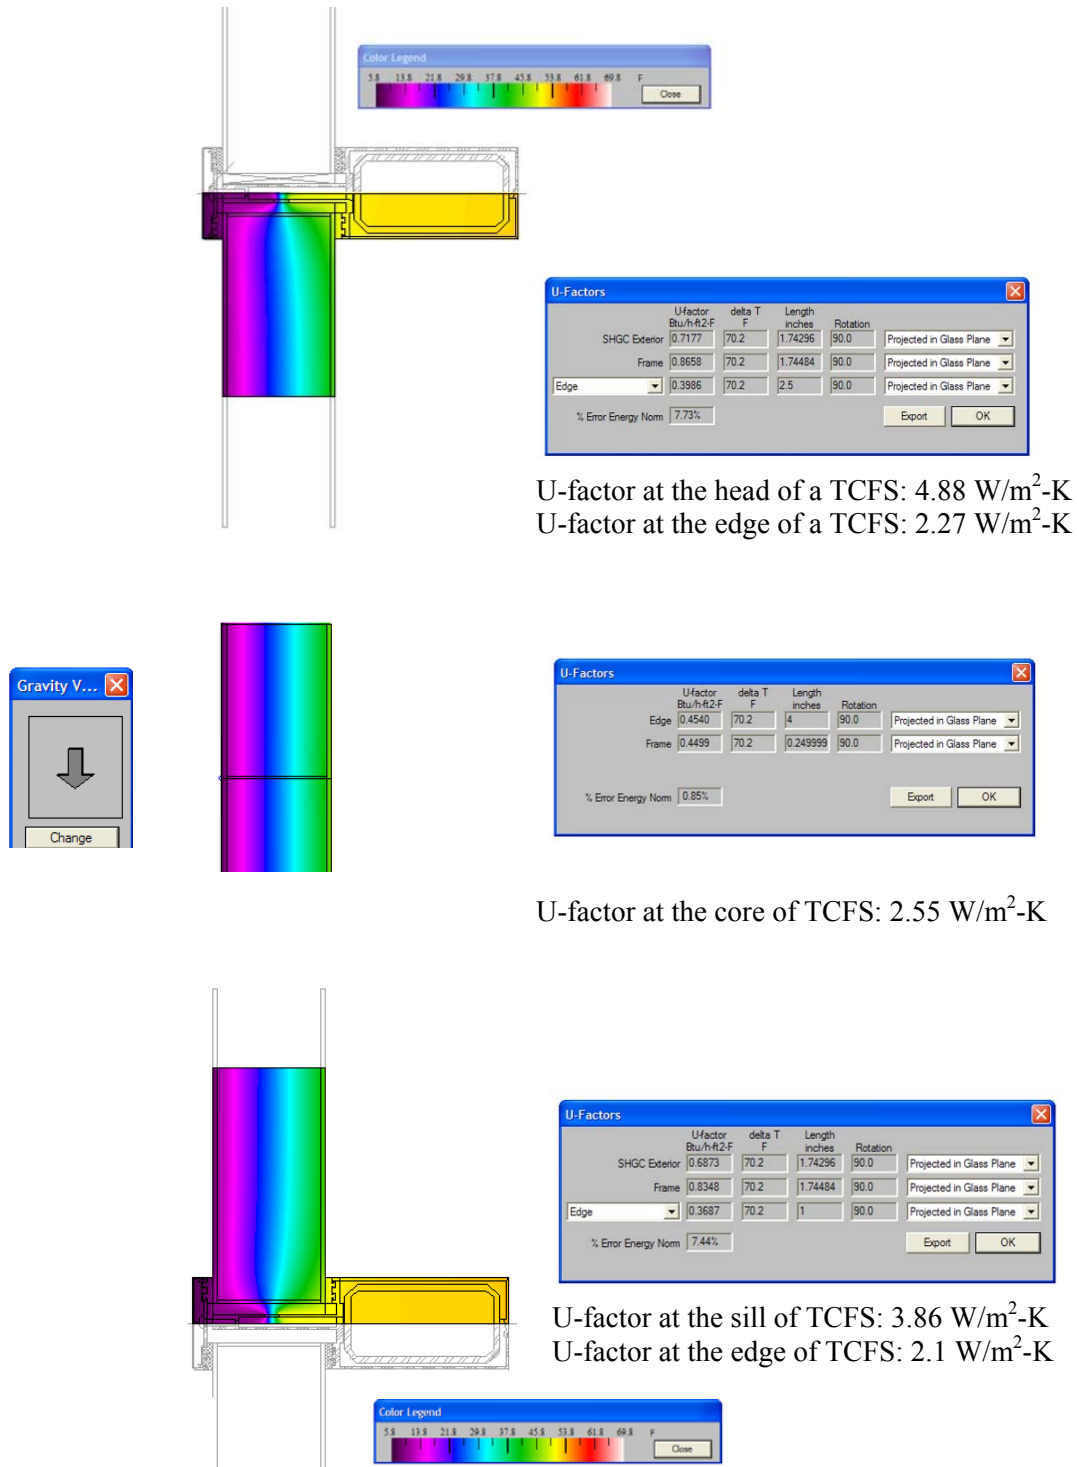 Color Legend
5.8 13.8 21.8 29.8 37.8 45.8 53.8 61.8 69.8 F
Close
U-Factors
U-factor delta T Length
Btu/h-ft2-F F inches Rotation
SHGC Exterior 0.7177 70.2 1.74296 90.0 Projected in Glass Plane
Frame 0.8658 70.2 1.74484 90.0 Projected in Glass Plane
Edge 0.3986 70.2 2.5 90.0 Projected in Glass Plane
% Error Energy Norm 7.73% Export OK
U-factor at the head of a TCFS: 4.88 W/m²-K
U-factor at the edge of a TCFS: 2.27 W/m²-K
Gravity V...
Change
U-Factors
U-factor delta T Length
Btu/h-ft2-F F inches Rotation
Edge 0.4540 70.2 4 90.0 Projected in Glass Plane
Frame 0.4499 70.2 0.249999 90.0 Projected in Glass Plane
% Error Energy Norm 0.85% Export OK
U-factor at the core of TCFS: 2.55 W/m²-K
U-Factors
U-factor delta T Length
Btu/h-ft2-F F inches Rotation
SHGC Exterior 0.6873 70.2 1.74296 90.0 Projected in Glass Plane
Frame 0.8348 70.2 1.74484 90.0 Projected in Glass Plane
Edge 0.3687 70.2 1 90.0 Projected in Glass Plane
% Error Energy Norm 7.44% Export OK
U-factor at the sill of TCFS: 3.86 W/m²-K
U-factor at the edge of TCFS: 2.1 W/m²-K
Color Legend
5.8 13.8 21.8 29.8 37.8 45.8 53.8 61.8 69.8 F
Close